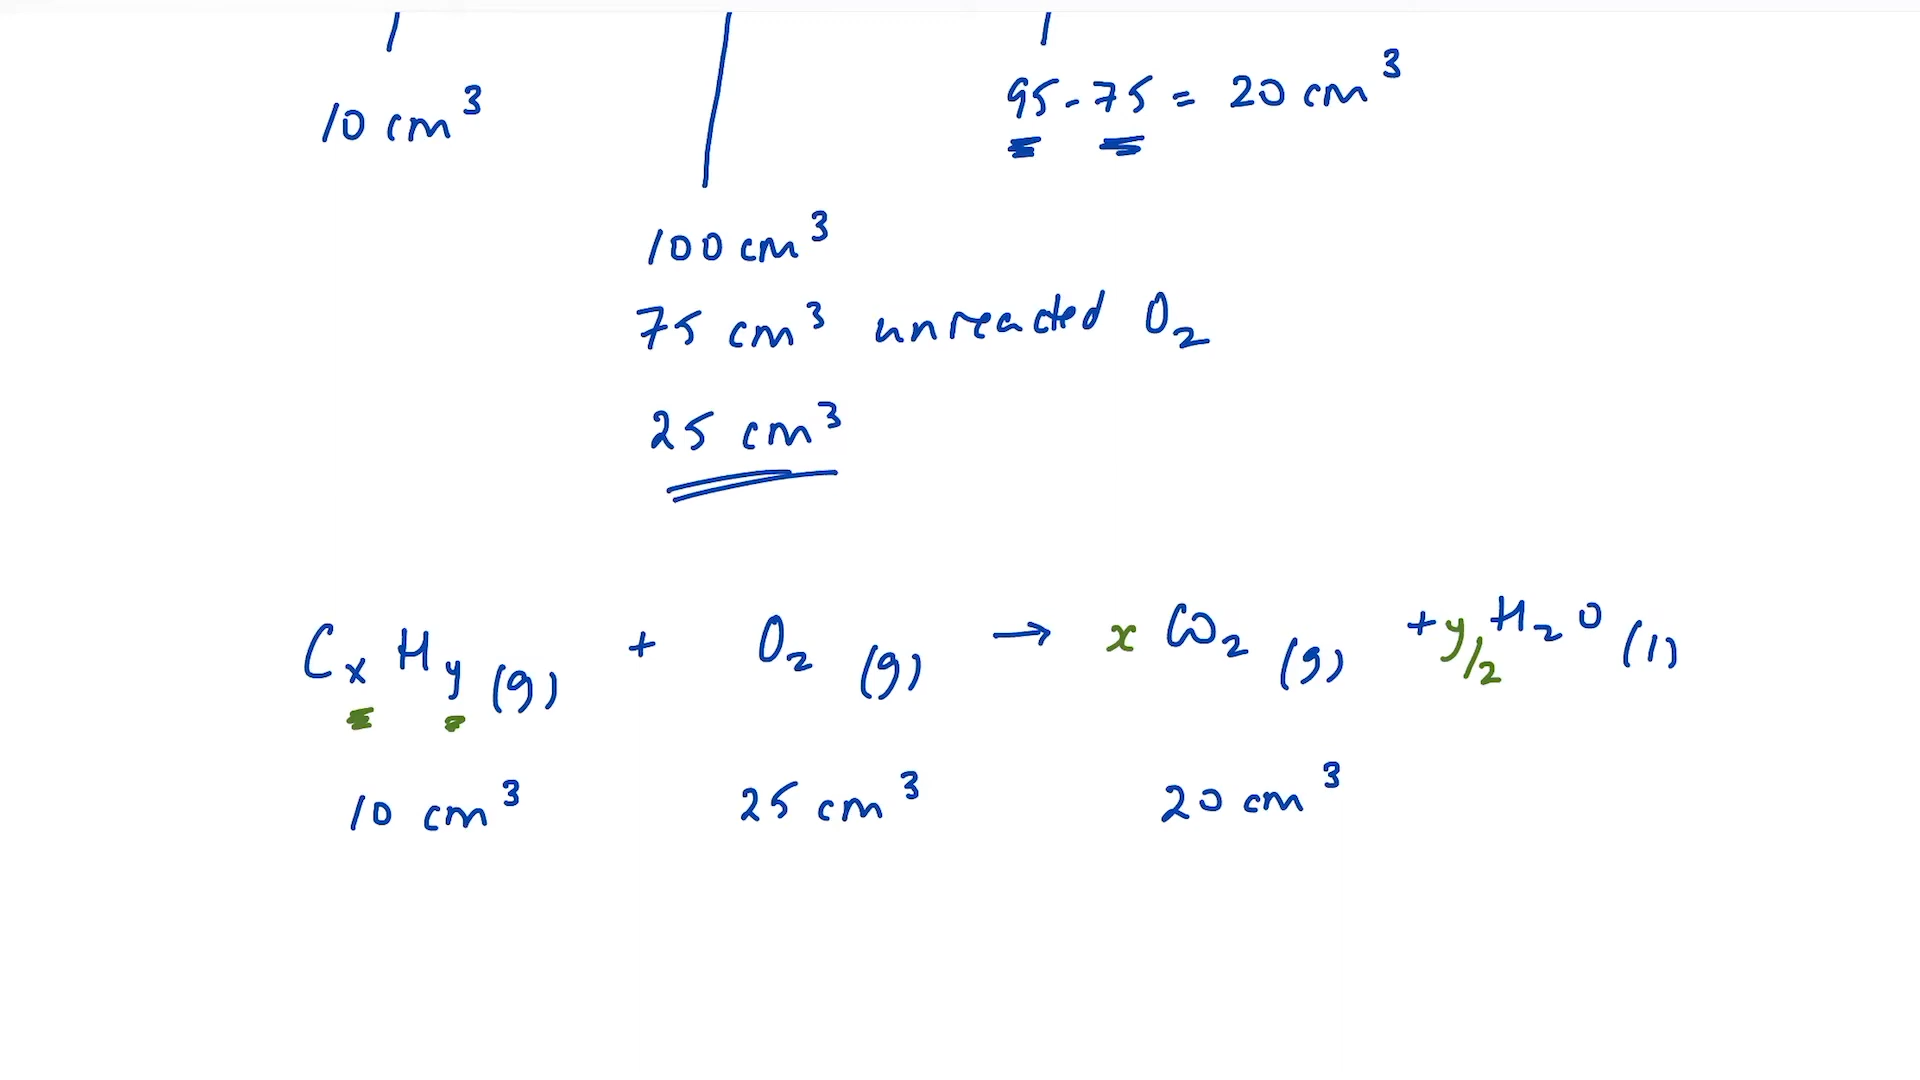 10 cm³
95 - 75 = 20 cm³
100 cm³
75 cm³ unreacted O₂
25 cm³
CₓHᵧ (g) + O₂ (g) → x CO₂ (g) + y/2 H₂O (l)
10 cm³ 25 cm³ 20 cm³